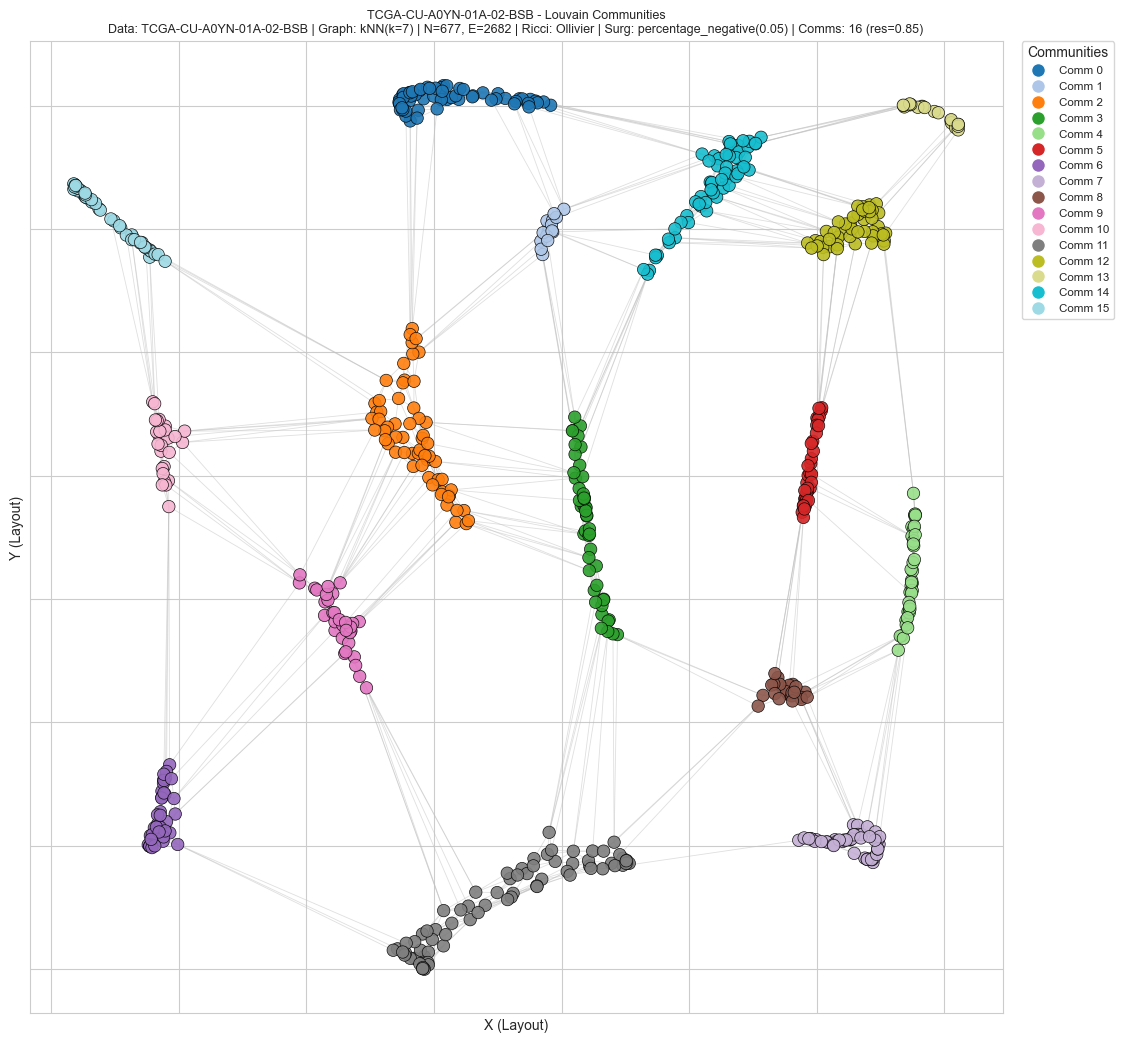 TCGA-CU-A0YN-01A-02-BSB - Louvain Communities
Data: TCGA-CU-A0YN-01A-02-BSB | Graph: kNN(k=7) | N=677, E=2682 | Ricci: Ollivier | Surg: percentage_negative(0.05) | Comms: 16 (res=0.85)
Communities
Comm 0
Comm 1
Comm 2
Comm 3
Comm 4
Comm 5
Comm 6
Comm 7
Comm 8
Comm 9
Comm 10
Comm 11
Comm 12
Comm 13
Comm 14
Comm 15
Y (Layout)
X (Layout)